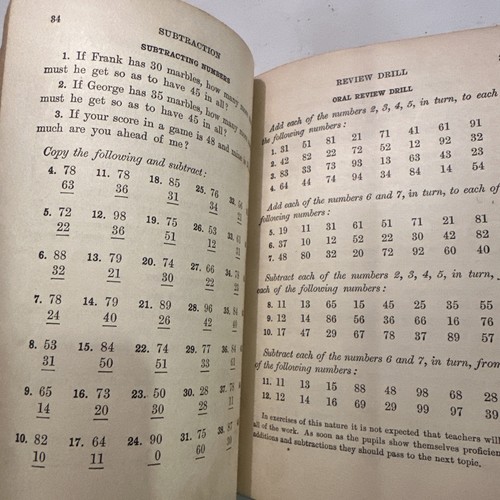 34
SUBTRACTION
SUBTRACTING NUMBERS
1. If Frank has 30 marbles, how many
must he get so as to have 45 in all?
2. If George has 35 marbles, how many
must he get so as to have 45 in all?
3. If your score in a game is 48 and
much are you ahead of me?
Copy the following and subtract:
4. 78 11. 78 18. 85 25. 76
63 36 31 34
5. 72 12. 98 19. 75 26. 53
22 36 51 12
6. 88 13. 79 20. 74 27. 66
32 21 30 22
7. 78 14. 79 21. 89 28. 96 35. 84
24 40 26 42
8. 53 15. 84 22. 74 29. 77 36. 84
31 50 51 33
9. 65 16. 73 23. 50 30. 28 37. 78
14 20 30 28
10. 82 17. 64 24. 90 31. 75 38. 87
10 11 0 60
REVIEW DRILL
ORAL REVIEW DRILL
Add each of the numbers 2, 3, 4, 5, in turn, to each
the following numbers:
1. 31 51 81 21 71 41 61 91
2. 42 82 22 72 52 12 92 32
3. 83 33 73 93 13 63 43 23
4. 64 44 74 94 34 84 14 54
Add each of the numbers 6 and 7, in turn, to each of
following numbers:
5. 19 11 31 61 51 71 21 81
6. 37 10 12 52 22 30 42 82
7. 48 80 32 20 72 92 60 40
Subtract each of the numbers 2, 3, 4, 5, in turn,
each of the following numbers:
8. 11 13 65 15 45 25 35 55
9. 12 14 86 56 36 66 16 76
10. 17 47 29 67 78 37 89 57
Subtract each of the numbers 6 and 7, in turn, from
of the following numbers:
11. 11 13 15 88 48 98 68 28
12. 12 14 16 69 29 99 97 39
In exercises of this nature it is not expected that teachers will
all of the work. As soon as the pupils show themselves proficien
additions and subtractions they should pass to the next topic.